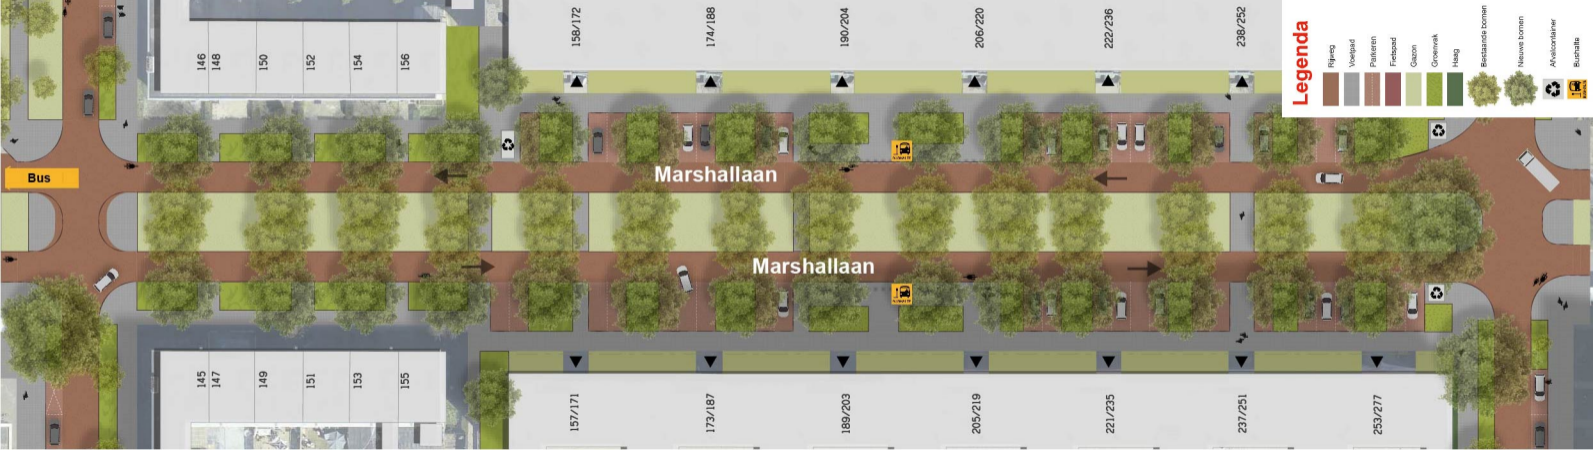 158/172
174/188
190/204
206/220
222/236
238/252
146
148
150
152
154
156
Legenda
Rijweg
Voetpad
Parkeren
Fietspad
Gazon
Groenvak
Haag
Bestaande bomen
Nieuwe bomen
Afvalcontainer
Bushalte
Bus
Marshallaan
Marshallaan
145
147
149
151
153
155
157/171
173/187
189/203
205/219
221/235
237/251
253/277